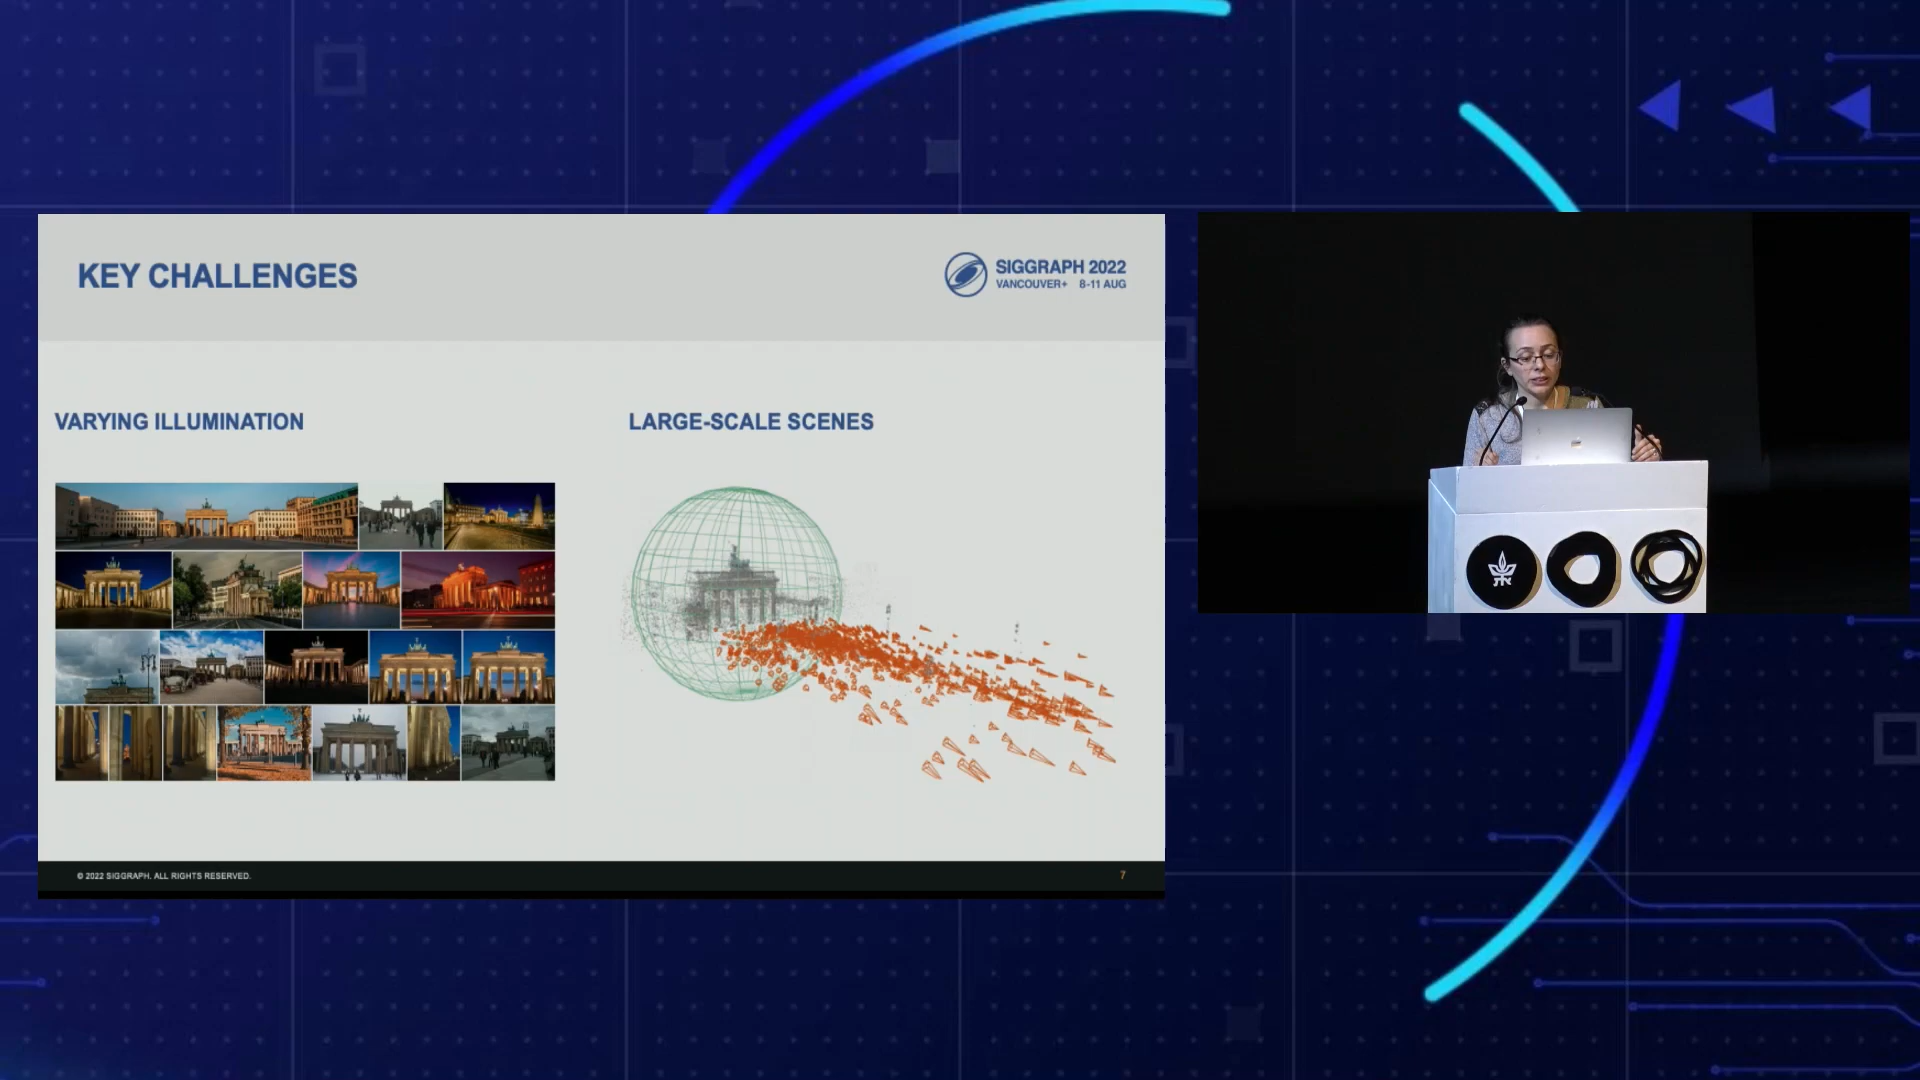 KEY CHALLENGES
SIGGRAPH 2022
VANCOUVER+ 8-11 AUG
VARYING ILLUMINATION
LARGE-SCALE SCENES
© 2022 SIGGRAPH. ALL RIGHTS RESERVED.
7